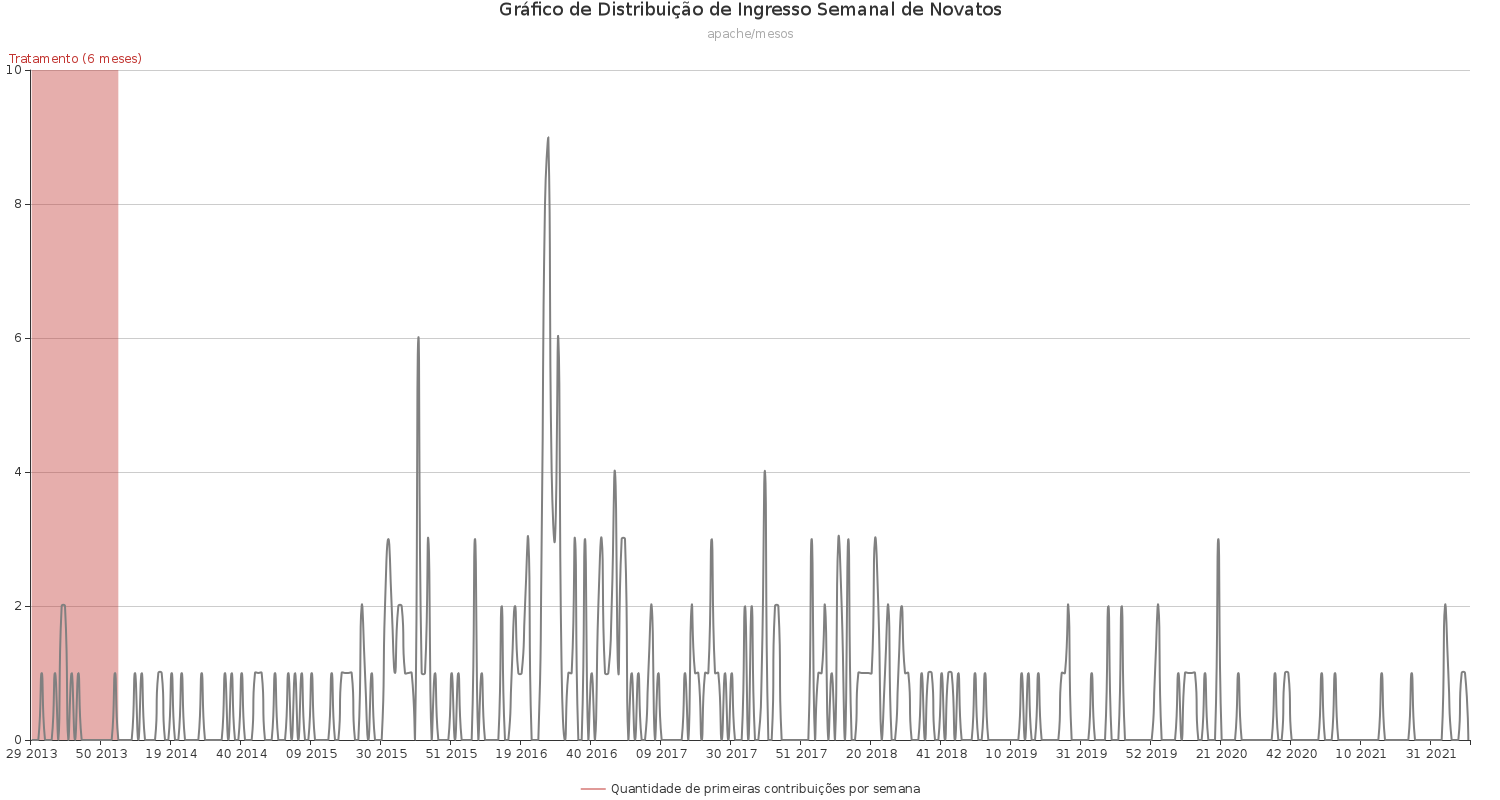 Gráfico de Distribuição de Ingresso Semanal de Novatos
apache/mesos
Tratamento (6 meses)
10
8
6
4
2
0
29 2013 50 2013 19 2014 40 2014 09 2015 30 2015 51 2015 19 2016 40 2016 09 2017 30 2017 51 2017 20 2018 41 2018 10 2019 31 2019 52 2019 21 2020 42 2020 10 2021 31 2021
Quantidade de primeiras contribuições por semana